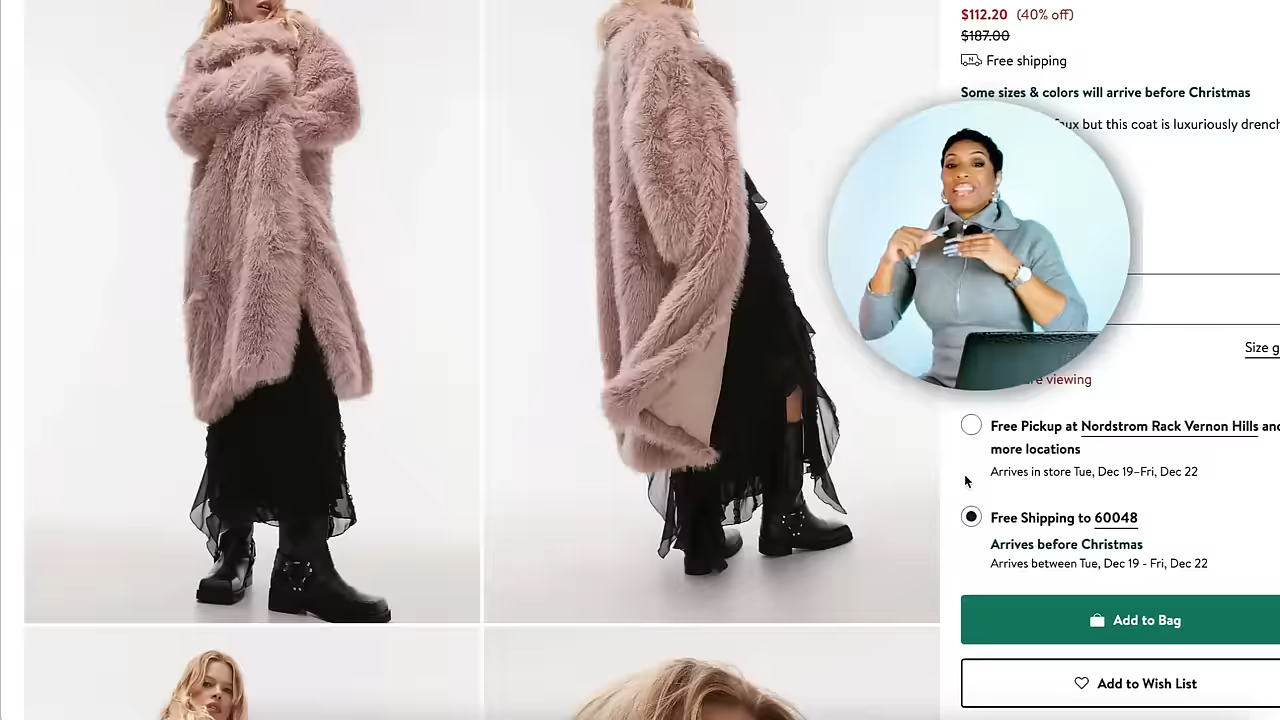 $112.20 (40% off)
$187.00
Free shipping
Some sizes & colors will arrive before Christmas
but this coat is luxuriously drench
Size g
viewing
Free Pickup at Nordstrom Rack Vernon Hills and
more locations
Arrives in store Tue, Dec 19–Fri, Dec 22
Free Shipping to 60048
Arrives before Christmas
Arrives between Tue, Dec 19 - Fri, Dec 22
Add to Bag
Add to Wish List